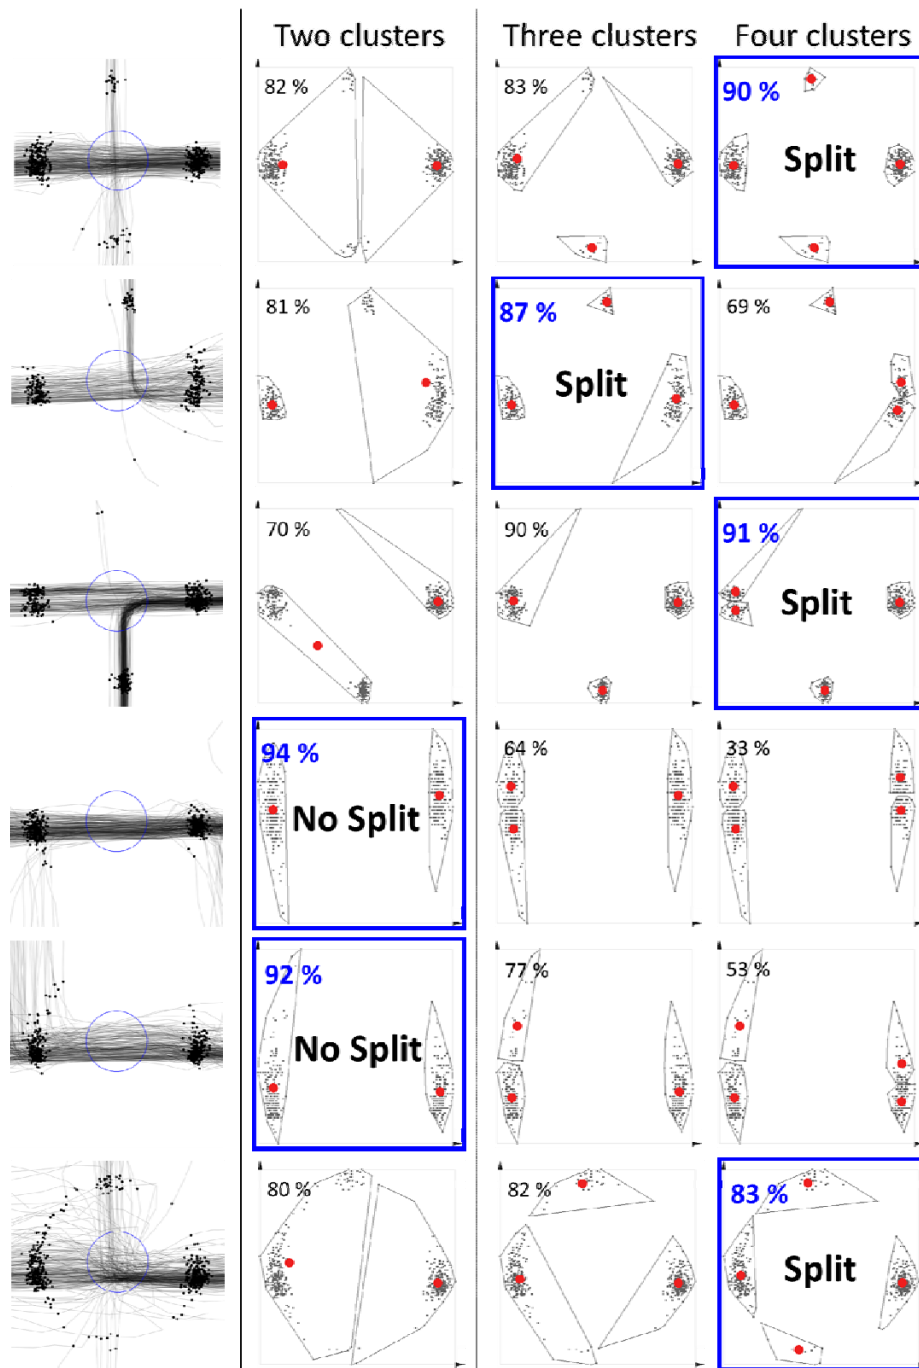 Two clusters Three clusters Four clusters
82 % 83 % 90 %
Split
81 % 87 % 69 %
Split
70 % 90 % 91 %
Split
94 % 64 % 33 %
No Split
92 % 77 % 53 %
No Split
80 % 82 % 83 %
Split